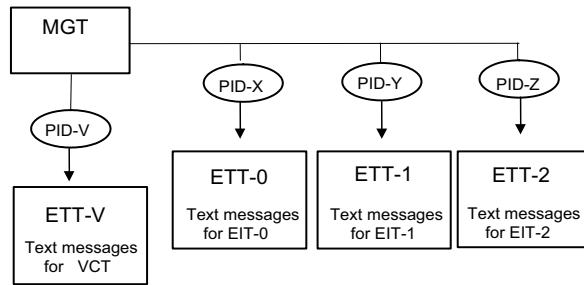 MGT
PID-X
PID-Y
PID-Z
PID-V
ETT-0
Text messages
for EIT-0
ETT-1
Text messages
for EIT-1
ETT-2
Text messages
for EIT-2
ETT-V
Text messages
for VCT